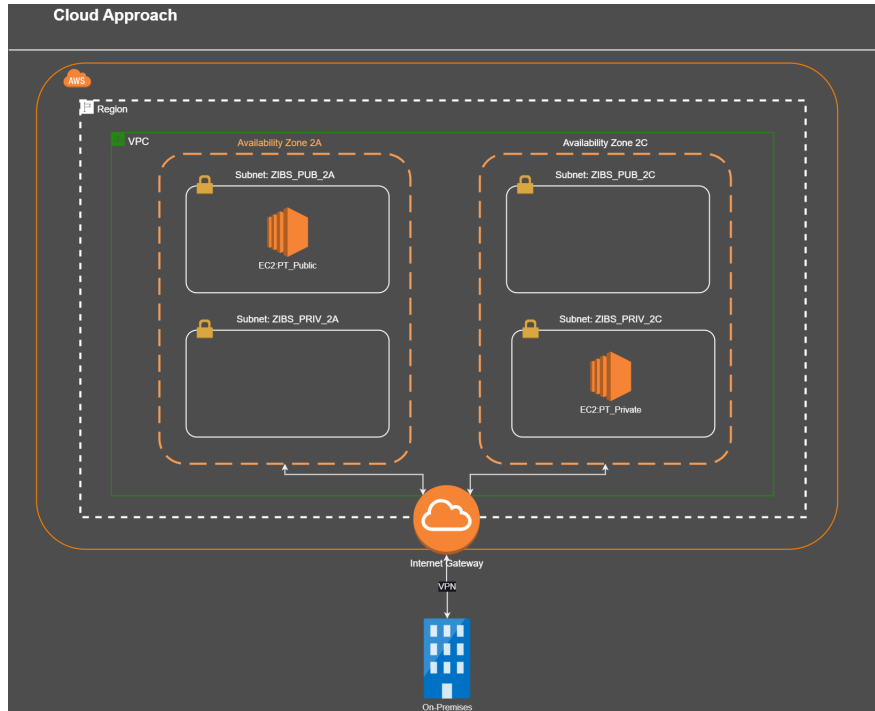 Cloud Approach
AWS
Region
VPC
Availability Zone 2A
Availability Zone 2C
Subnet: ZIBS_PUB_2A
Subnet: ZIBS_PUB_2C
EC2:PT_Public
Subnet: ZIBS_PRIV_2A
Subnet: ZIBS_PRIV_2C
EC2:PT_Private
Internet Gateway
VPN
On-Premises